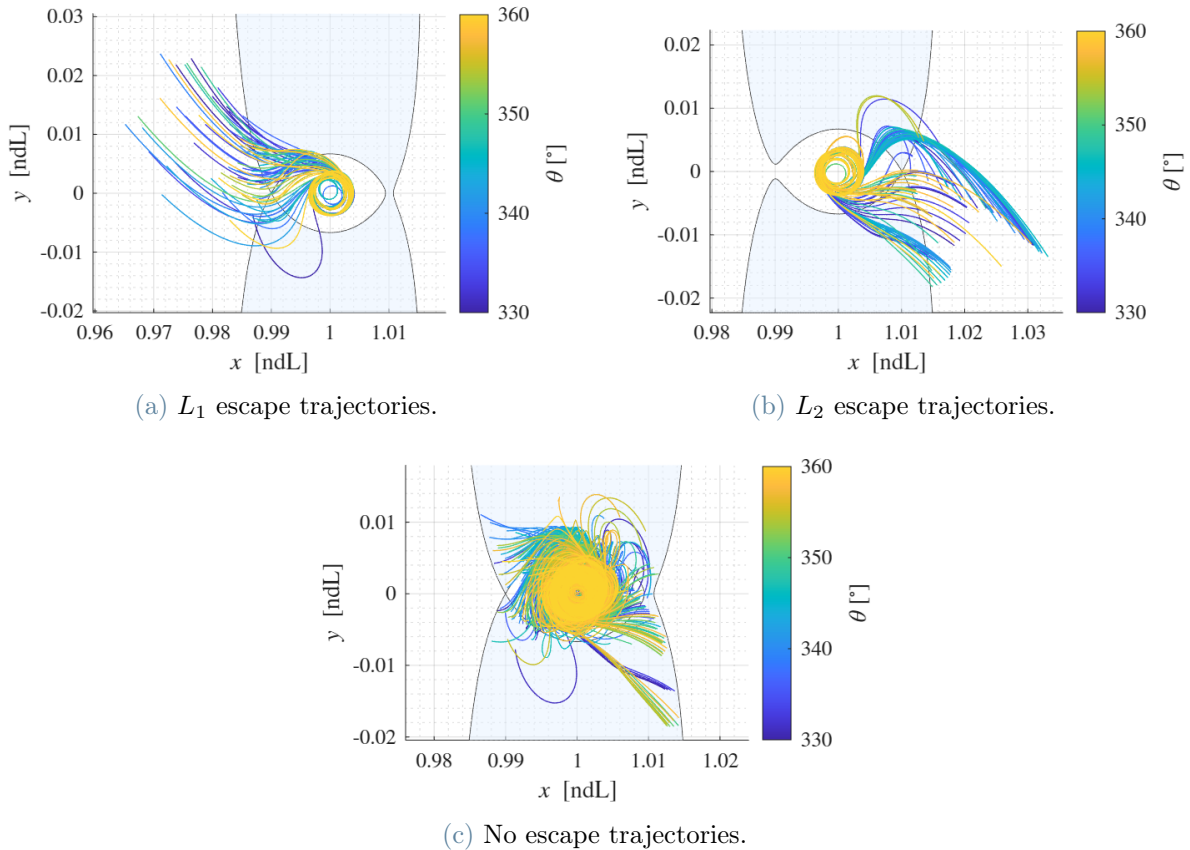 0.03
0.02
0.01
0
-0.01
-0.02
y [ndL]
0.96 0.97 0.98 0.99 1 1.01
x [ndL]
360
350
340
330
θ [°]
(a) L₁ escape trajectories.
0.02
0.01
0
-0.01
-0.02
y [ndL]
0.98 0.99 1 1.01 1.02 1.03
x [ndL]
360
350
340
330
θ [°]
(b) L₂ escape trajectories.
0.01
0
-0.01
-0.02
y [ndL]
0.98 0.99 1 1.01 1.02
x [ndL]
360
350
340
330
θ [°]
(c) No escape trajectories.